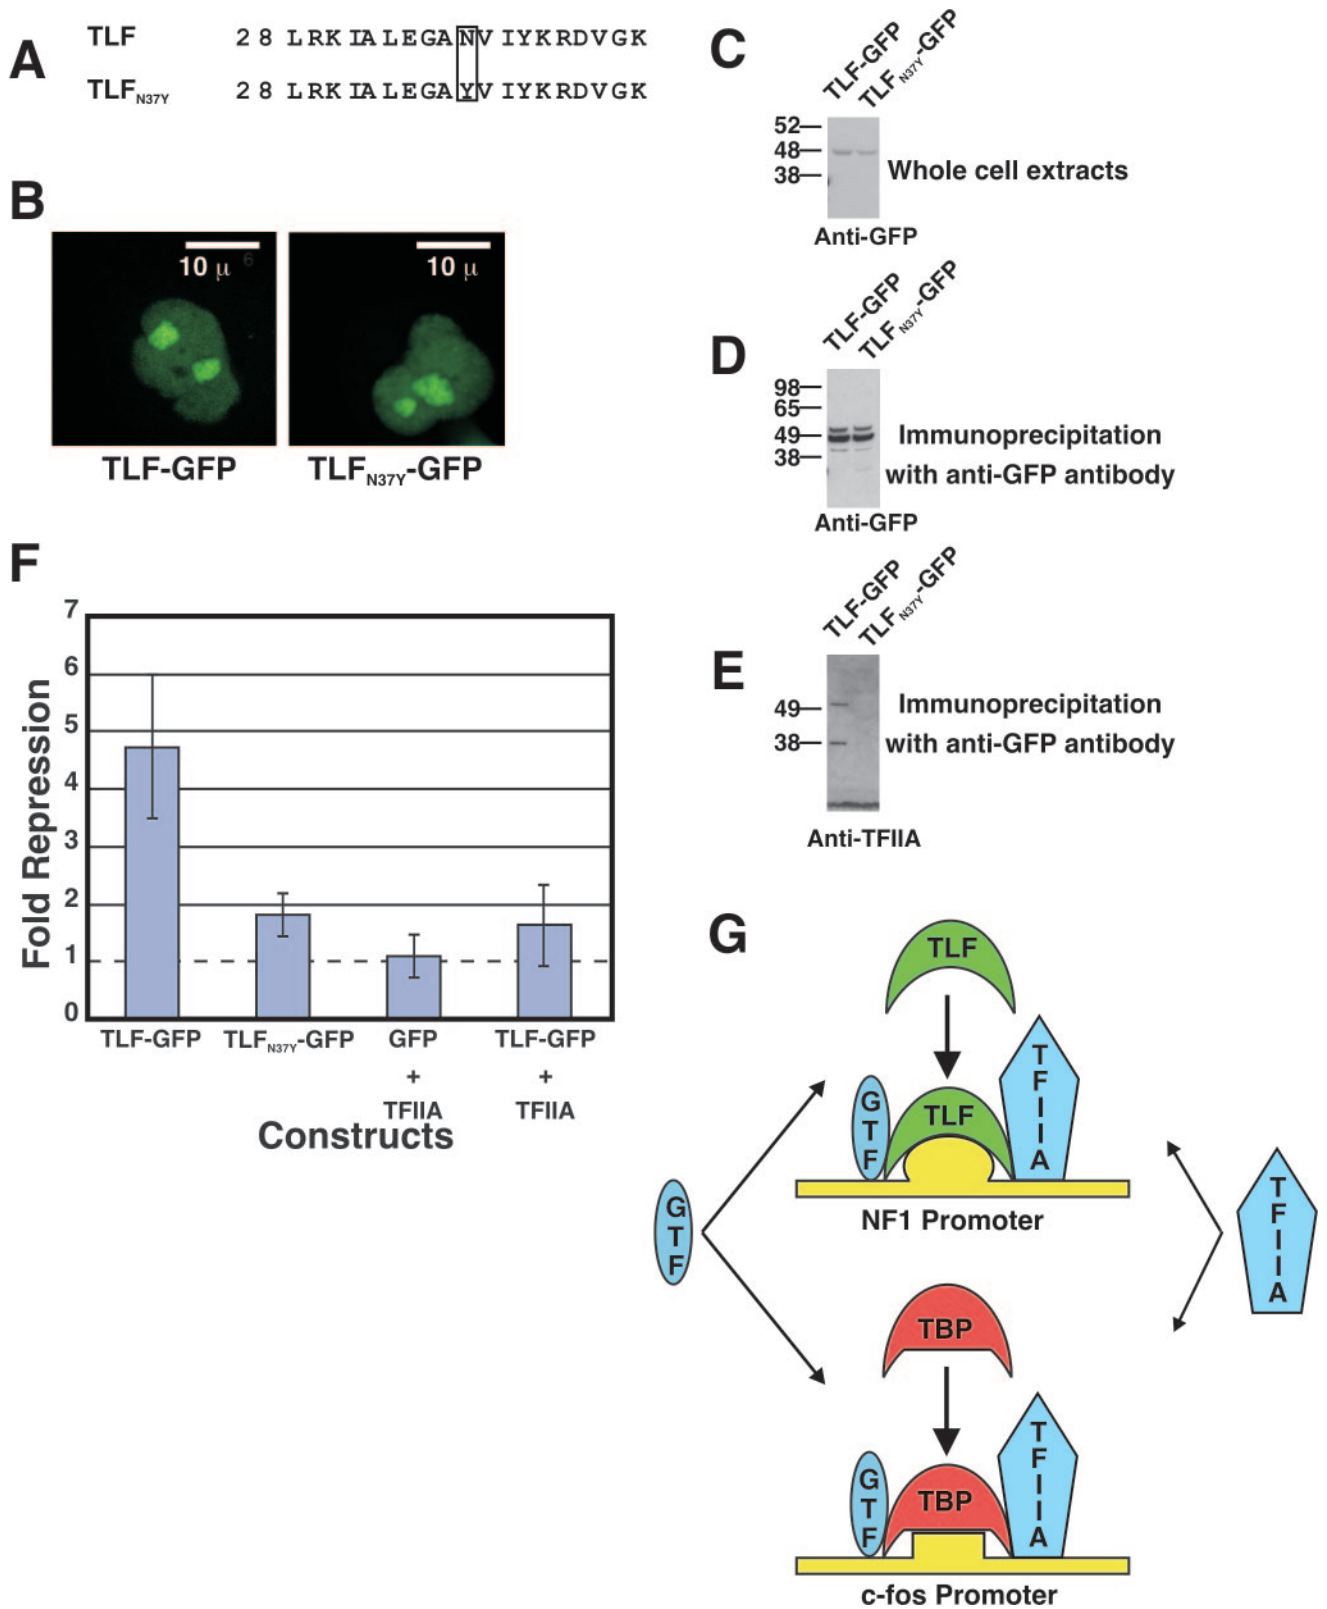 A
TLF 28 LRKIALEGANVIYKRDVGK
TLFN37Y 28 LRKIALEGAYVIYKRDVGK
B
10 μ 6
10 μ
TLF-GFP
TLFN37Y-GFP
C
TLF-GFP
TLFN37Y-GFP
52
48
38
Whole cell extracts
Anti-GFP
D
TLF-GFP
TLFN37Y-GFP
98
65
49
38
Immunoprecipitation
with anti-GFP antibody
Anti-GFP
E
TLF-GFP
TLFN37Y-GFP
49
38
Immunoprecipitation
with anti-GFP antibody
Anti-TFIIA
F
Fold Repression
7
6
5
4
3
2
1
0
TLF-GFP
TLFN37Y-GFP
GFP
+
TFIIA
TLF-GFP
+
TFIIA
Constructs
G
TLF
GTF
TLF
TFIIA
NF1 Promoter
GTF
TFIIA
TBP
GTF
TBP
TFIIA
c-fos Promoter